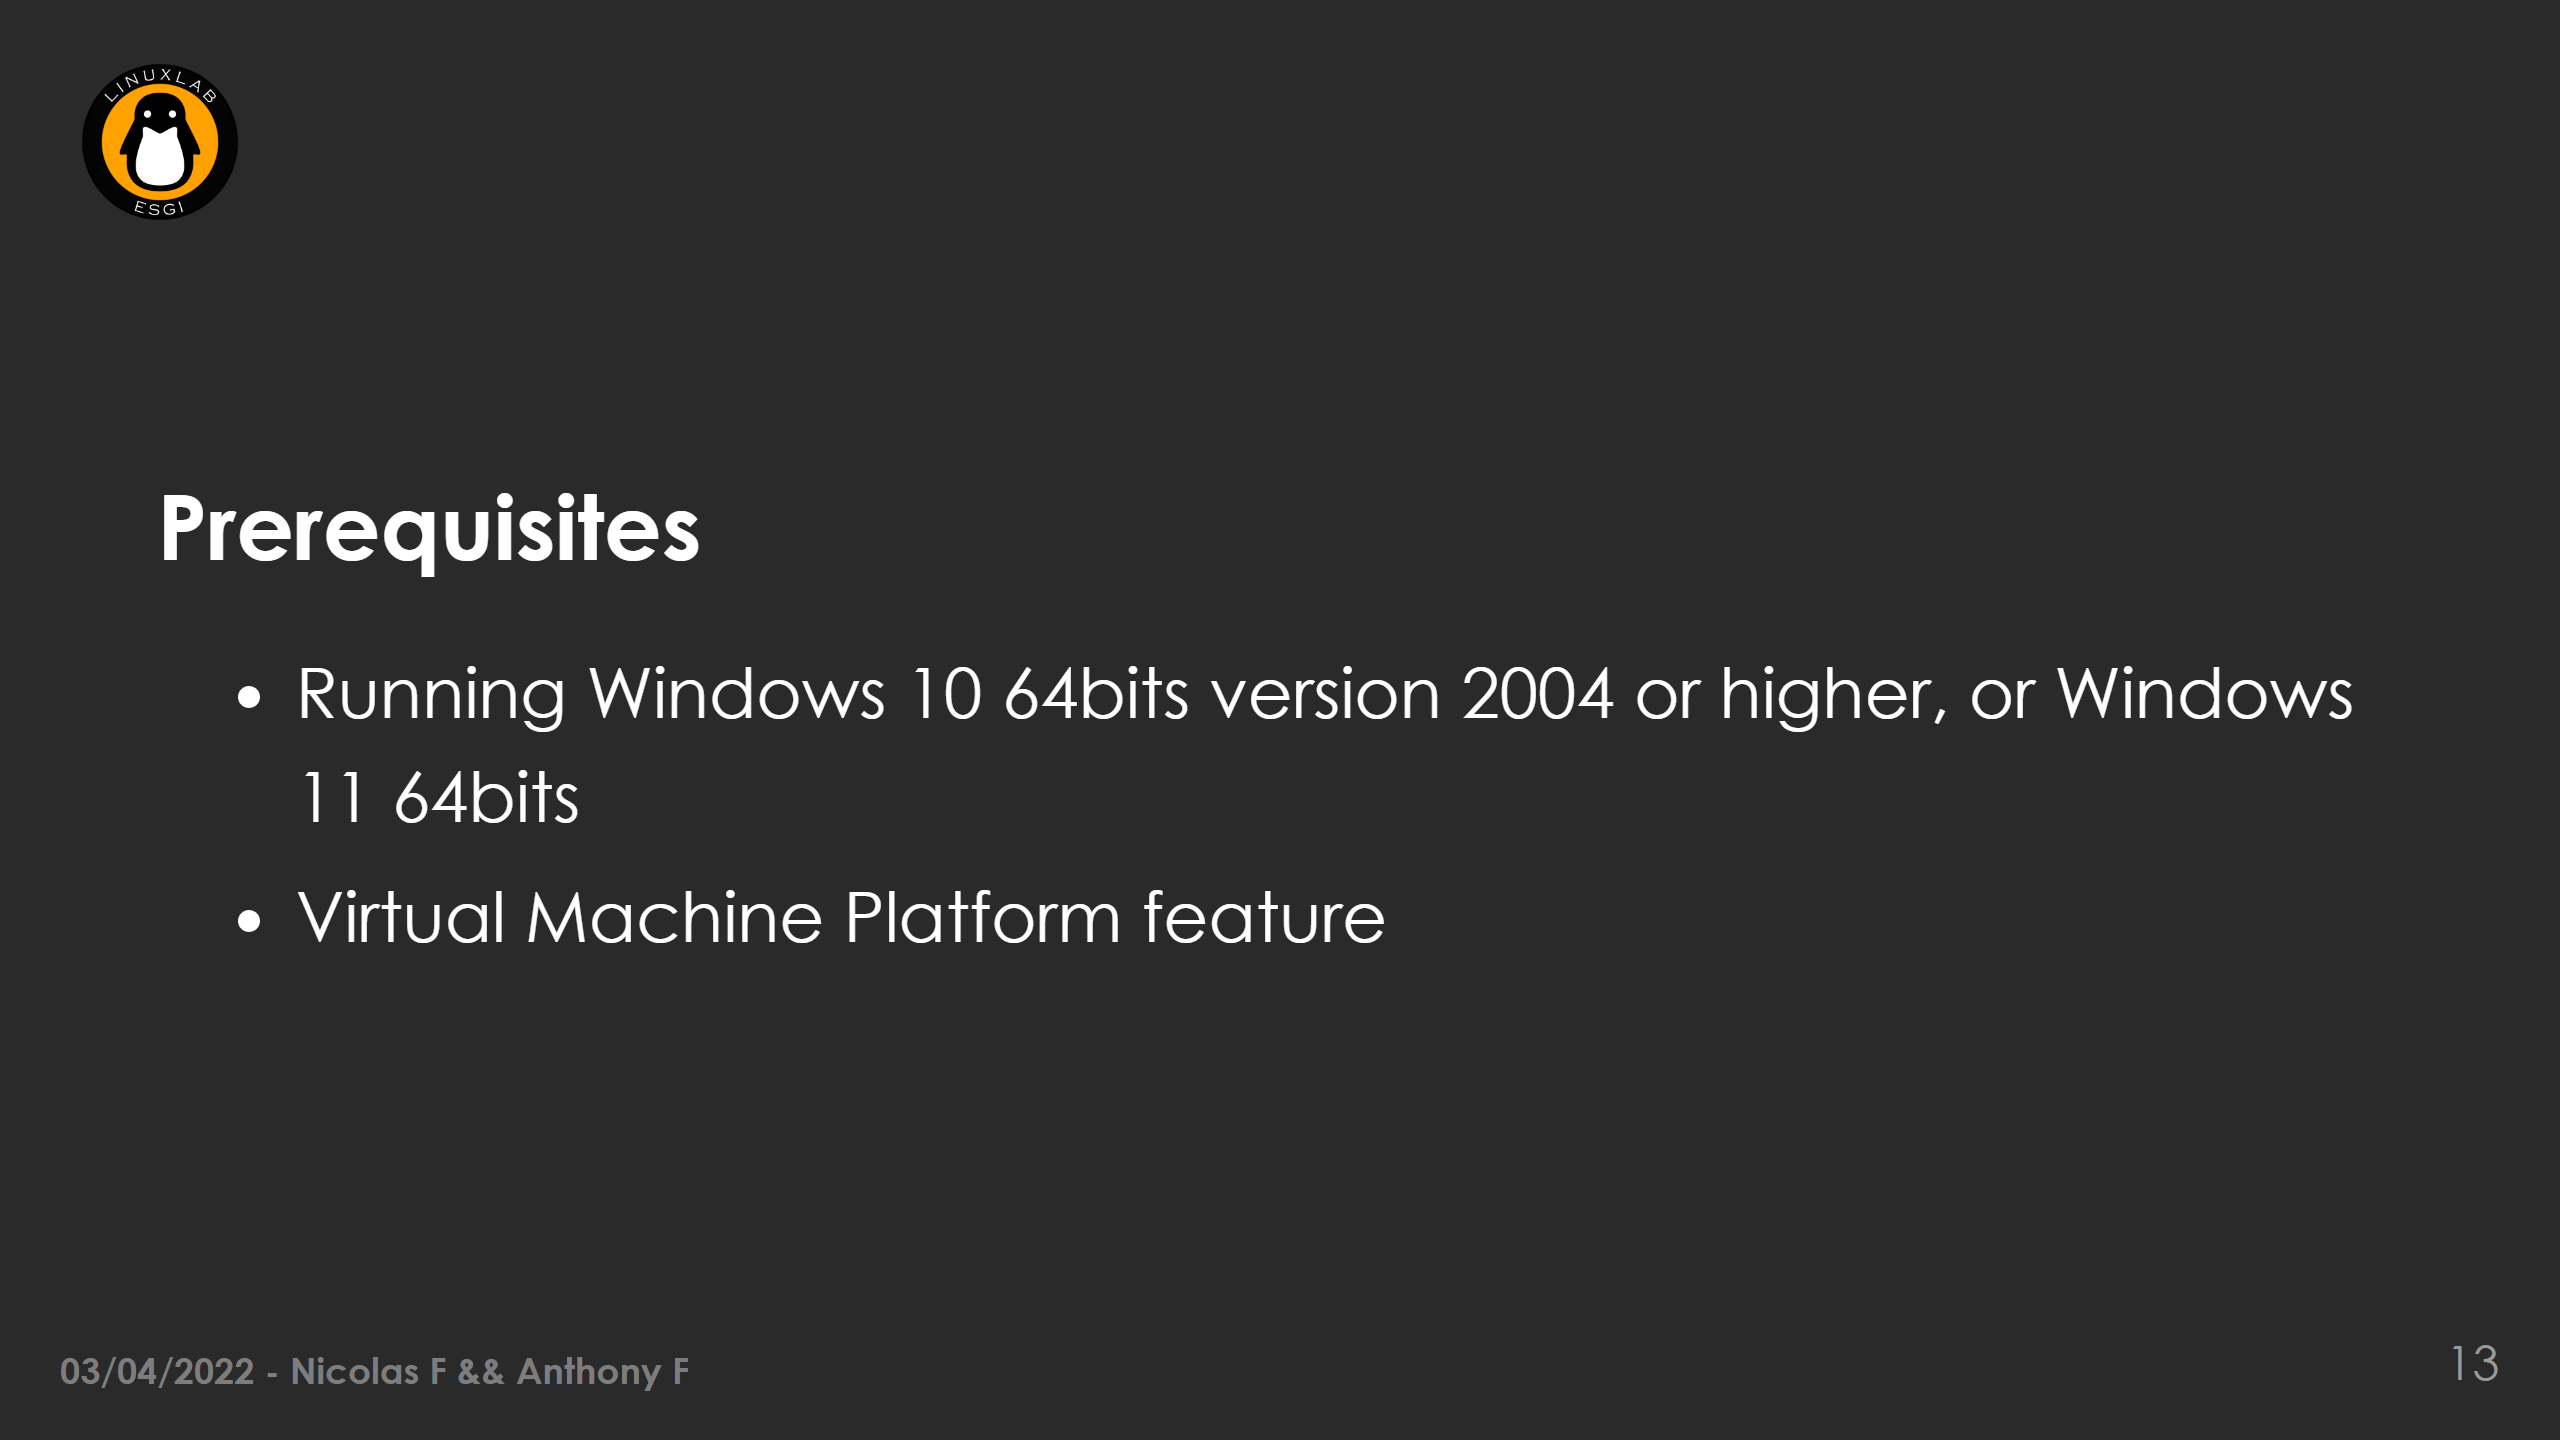 LINUXLAB
ESGI
Prerequisites
• Running Windows 10 64bits version 2004 or higher, or Windows
11 64bits
• Virtual Machine Platform feature
03/04/2022 - Nicolas F && Anthony F
13